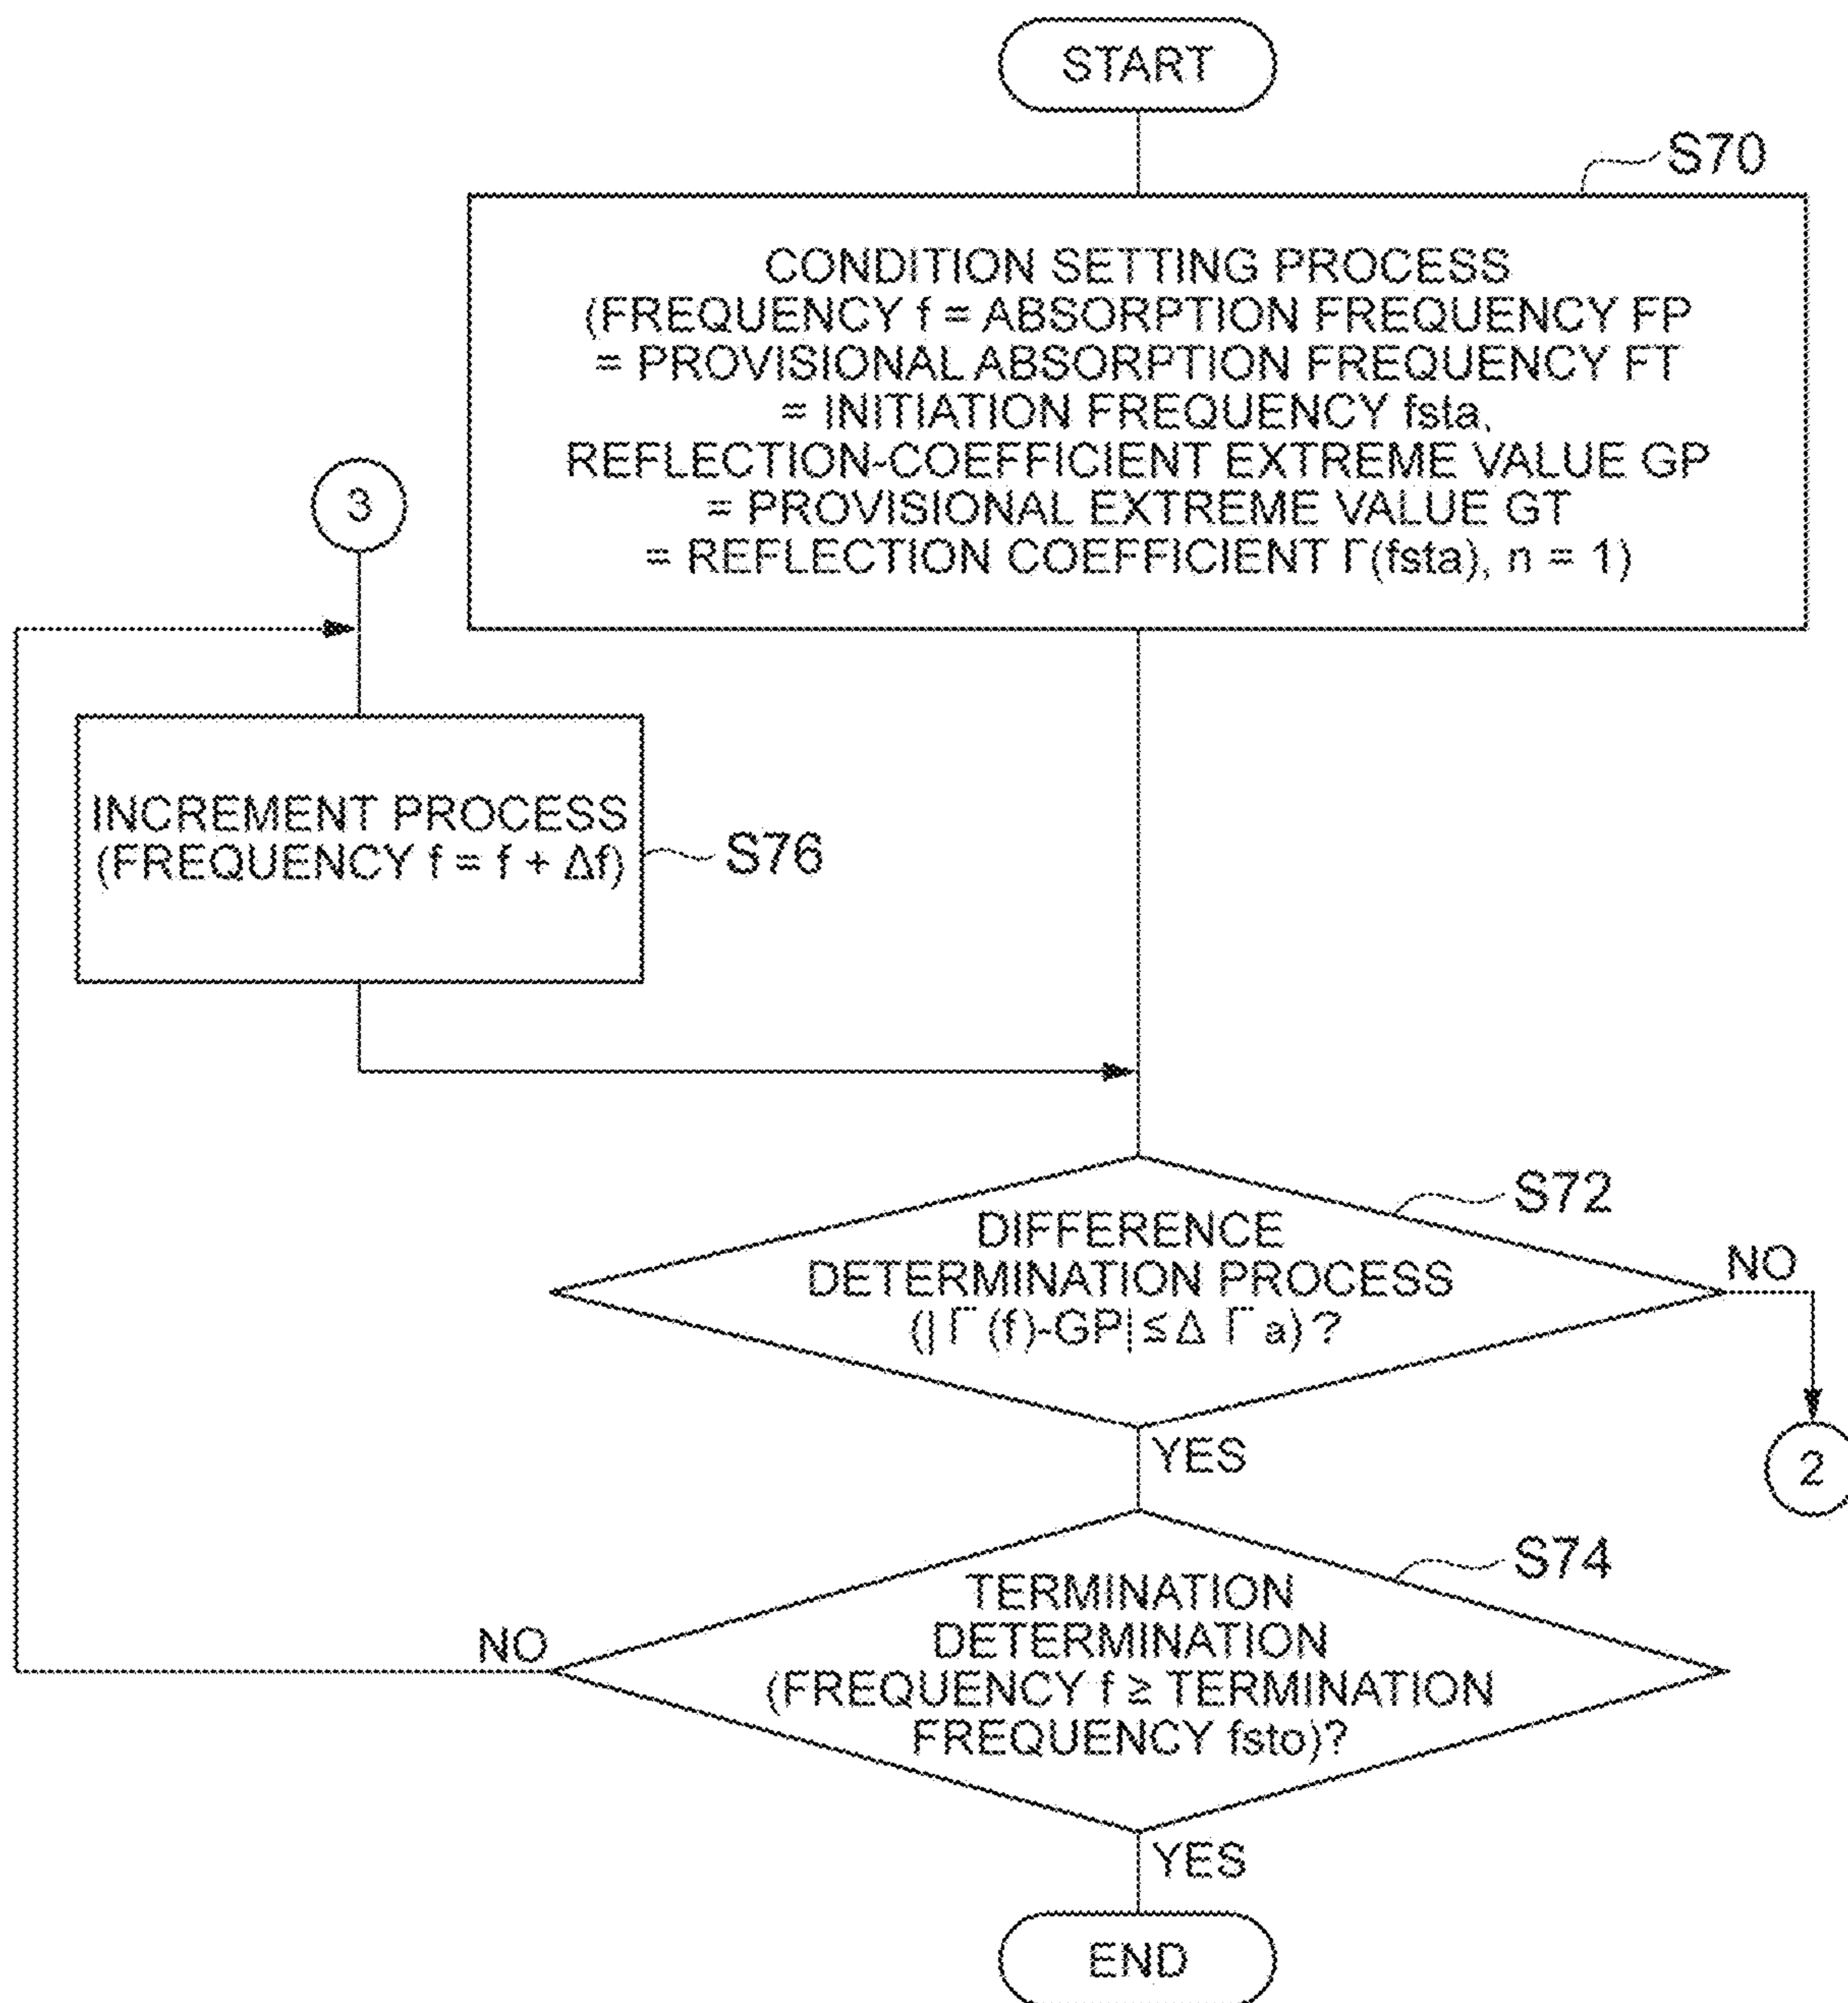 START
S70
CONDITION SETTING PROCESS
(FREQUENCY f = ABSORPTION FREQUENCY FP
= PROVISIONAL ABSORPTION FREQUENCY FT
= INITIATION FREQUENCY fsta,
REFLECTION-COEFFICIENT EXTREME VALUE GP
= PROVISIONAL EXTREME VALUE GT
= REFLECTION COEFFICIENT Γ(fsta), n = 1)
3
INCREMENT PROCESS
(FREQUENCY f = f + Δf)
S76
S72
DIFFERENCE
DETERMINATION PROCESS
(| Γ (f)-GP| ≤ Δ Γ a) ?
NO
2
YES
S74
TERMINATION
DETERMINATION
(FREQUENCY f ≥ TERMINATION
FREQUENCY fsto)?
NO
YES
END